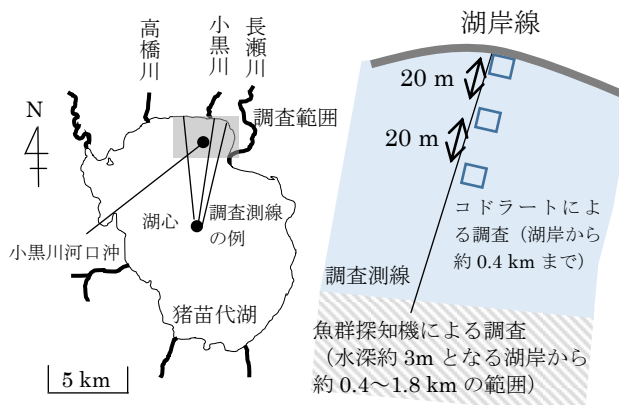 高橋川
小黒川
長瀬川
N
調査範囲
湖心
調査測線
の例
小黒川河口沖
猪苗代湖
5 km
湖岸線
20 m
20 m
コドラートによ
る調査（湖岸から
約 0.4 km まで）
調査測線
魚群探知機による調査
（水深約 3m となる湖岸から
約 0.4～1.8 km の範囲）